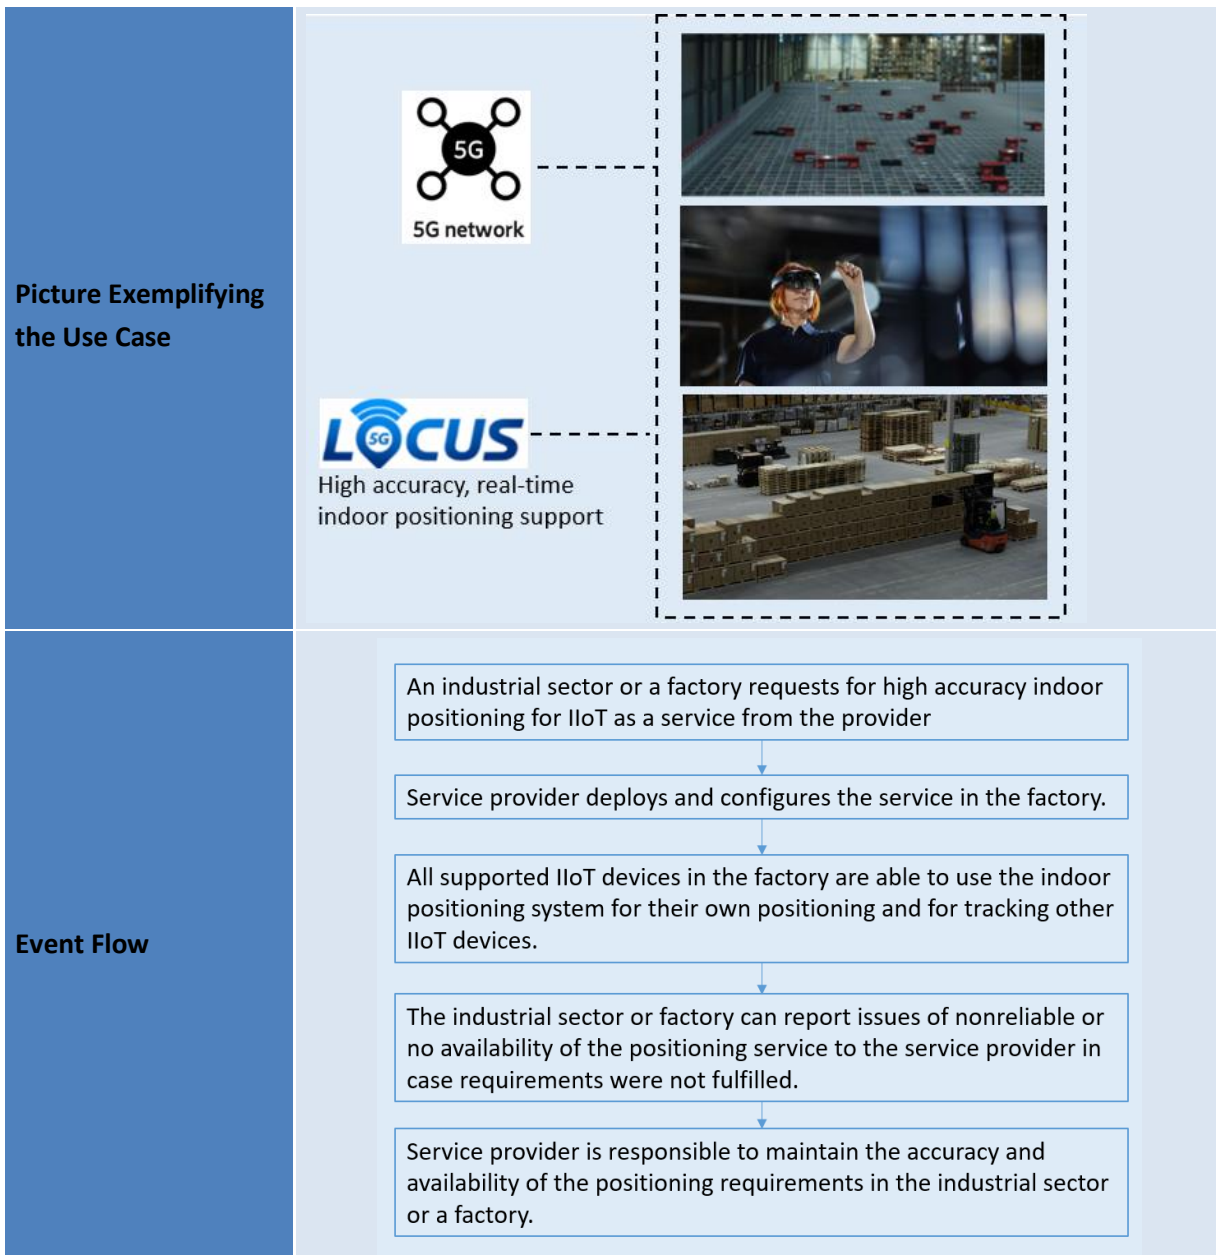 Picture Exemplifying
the Use Case
5G
5G network
LOCUS
5G
High accuracy, real-time
indoor positioning support
Event Flow
An industrial sector or a factory requests for high accuracy indoor
positioning for IIoT as a service from the provider
Service provider deploys and configures the service in the factory.
All supported IIoT devices in the factory are able to use the indoor
positioning system for their own positioning and for tracking other
IIoT devices.
The industrial sector or factory can report issues of nonreliable or
no availability of the positioning service to the service provider in
case requirements were not fulfilled.
Service provider is responsible to maintain the accuracy and
availability of the positioning requirements in the industrial sector
or a factory.